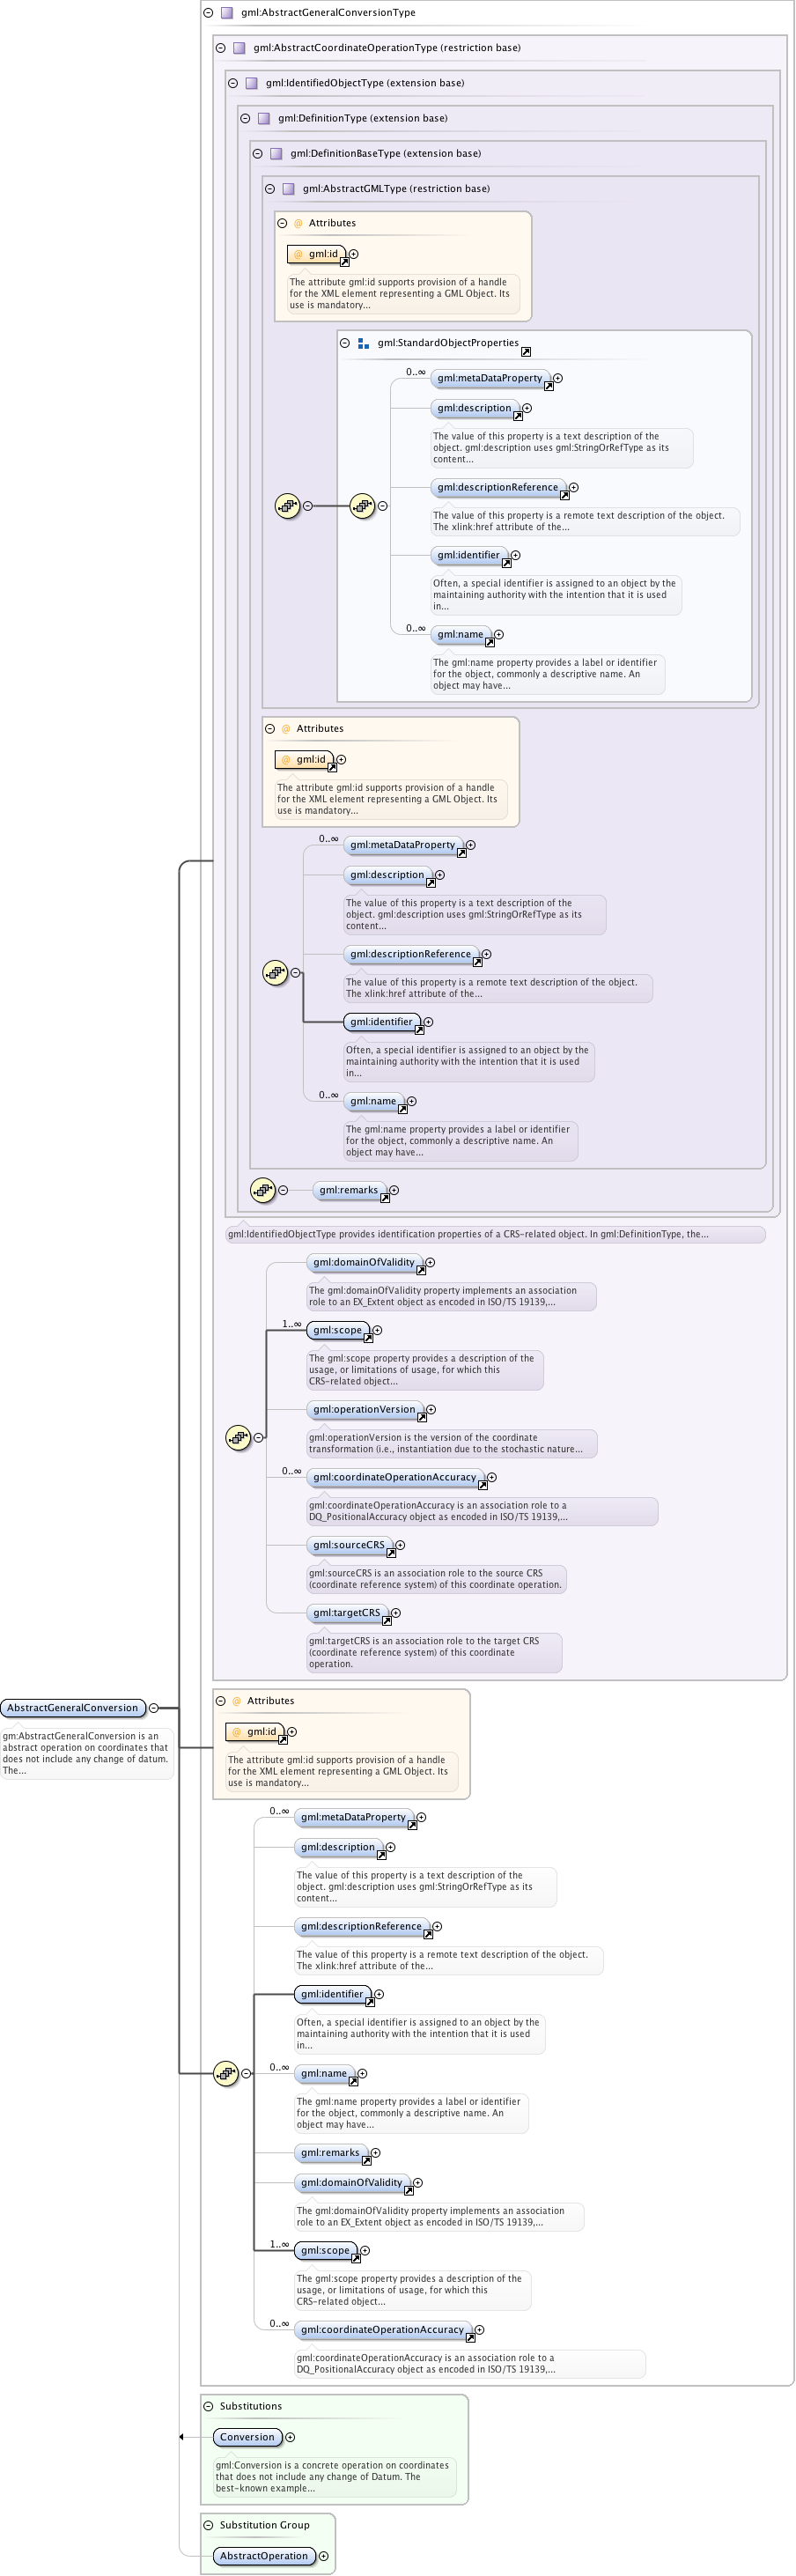 gml:AbstractGeneralConversionType
gml:AbstractCoordinateOperationType (restriction base)
gml:IdentifiedObjectType (extension base)
gml:DefinitionType (extension base)
gml:DefinitionBaseType (extension base)
gml:AbstractGMLType (restriction base)
@ Attributes
@ gml:id
The attribute gml:id supports provision of a handle
for the XML element representing a GML Object. Its
use is mandatory...
gml:StandardObjectProperties
0..∞
gml:metaDataProperty
gml:description
The value of this property is a text description of the
object. gml:description uses gml:StringOrRefType as its
content...
gml:descriptionReference
The value of this property is a remote text description of the object.
The xlink:href attribute of the...
gml:identifier
Often, a special identifier is assigned to an object by the
maintaining authority with the intention that it is used
in...
0..∞
gml:name
The gml:name property provides a label or identifier
for the object, commonly a descriptive name. An
object may have...
@ Attributes
@ gml:id
The attribute gml:id supports provision of a handle
for the XML element representing a GML Object. Its
use is mandatory...
0..∞
gml:metaDataProperty
gml:description
The value of this property is a text description of the
object. gml:description uses gml:StringOrRefType as its
content...
gml:descriptionReference
The value of this property is a remote text description of the object.
The xlink:href attribute of the...
gml:identifier
Often, a special identifier is assigned to an object by the
maintaining authority with the intention that it is used
in...
0..∞
gml:name
The gml:name property provides a label or identifier
for the object, commonly a descriptive name. An
object may have...
gml:remarks
gml:IdentifiedObjectType provides identification properties of a CRS-related object. In gml:DefinitionType, the...
gml:domainOfValidity
The gml:domainOfValidity property implements an association
role to an EX_Extent object as encoded in ISO/TS 19139,...
1..∞
gml:scope
The gml:scope property provides a description of the
usage, or limitations of usage, for which this
CRS-related object...
gml:operationVersion
gml:operationVersion is the version of the coordinate
transformation (i.e., instantiation due to the stochastic nature...
0..∞
gml:coordinateOperationAccuracy
gml:coordinateOperationAccuracy is an association role to a
DQ_PositionalAccuracy object as encoded in ISO/TS 19139,...
gml:sourceCRS
gml:sourceCRS is an association role to the source CRS
(coordinate reference system) of this coordinate operation.
gml:targetCRS
gml:targetCRS is an association role to the target CRS
(coordinate reference system) of this coordinate
operation.
AbstractGeneralConversion
gm:AbstractGeneralConversion is an
abstract operation on coordinates that
does not include any change of datum.
The...
@ Attributes
@ gml:id
The attribute gml:id supports provision of a handle
for the XML element representing a GML Object. Its
use is mandatory...
0..∞
gml:metaDataProperty
gml:description
The value of this property is a text description of the
object. gml:description uses gml:StringOrRefType as its
content...
gml:descriptionReference
The value of this property is a remote text description of the object.
The xlink:href attribute of the...
gml:identifier
Often, a special identifier is assigned to an object by the
maintaining authority with the intention that it is used
in...
0..∞
gml:name
The gml:name property provides a label or identifier
for the object, commonly a descriptive name. An
object may have...
gml:remarks
gml:domainOfValidity
The gml:domainOfValidity property implements an association
role to an EX_Extent object as encoded in ISO/TS 19139,...
1..∞
gml:scope
The gml:scope property provides a description of the
usage, or limitations of usage, for which this
CRS-related object...
0..∞
gml:coordinateOperationAccuracy
gml:coordinateOperationAccuracy is an association role to a
DQ_PositionalAccuracy object as encoded in ISO/TS 19139,...
Substitutions
Conversion
gml:Conversion is a concrete operation on coordinates
that does not include any change of Datum. The
best-known example...
Substitution Group
AbstractOperation